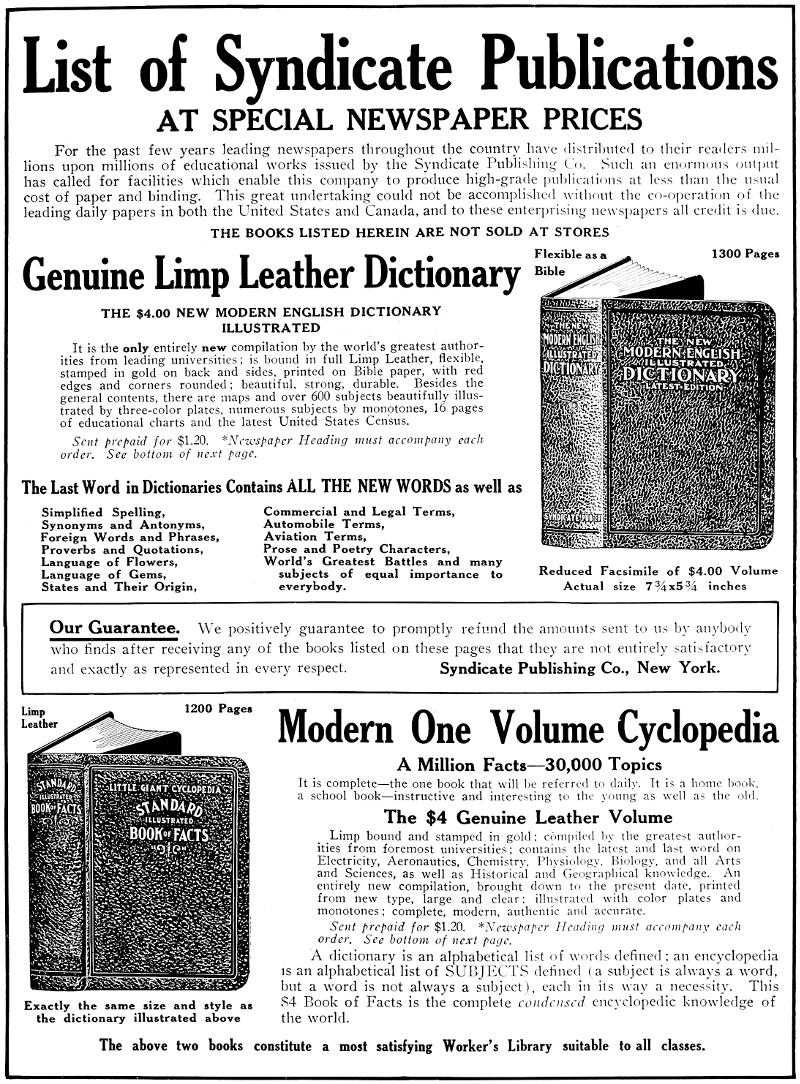 List of Syndicate Publications
AT SPECIAL NEWSPAPER PRICES
For the past few years leading newspapers throughout the country have distributed to their readers mil-
lions upon millions of educational works issued by the Syndicate Publishing Co. Such an enormous output
has called for facilities which enable this company to produce high-grade publications at less than the usual
cost of paper and binding. This great undertaking could not be accomplished without the co-operation of the
leading daily papers in both the United States and Canada, and to these enterprising newspapers all credit is due.
THE BOOKS LISTED HEREIN ARE NOT SOLD AT STORES
Genuine Limp Leather Dictionary
THE $4.00 NEW MODERN ENGLISH DICTIONARY
ILLUSTRATED
It is the only entirely new compilation by the world's greatest author-
ities from leading universities; is bound in full Limp Leather, flexible,
stamped in gold on back and sides, printed on Bible paper, with red
edges and corners rounded; beautiful, strong, durable. Besides the
general contents, there are maps and over 600 subjects beautifully illus-
trated by three-color plates, numerous subjects by monotones, 16 pages
of educational charts and the latest United States Census.
Sent prepaid for $1.20. *Newspaper Heading must accompany each
order. See bottom of next page.
Flexible as a
Bible
1300 Pages
THE NEW
MODERN ENGLISH
ILLUSTRATED
DICTIONARY
SYNDICATE PUB CO
THE NEW
MODERN ENGLISH
ILLUSTRATED
DICTIONARY
LATEST EDITION
Reduced Facsimile of $4.00 Volume
Actual size 7¾x5¾ inches
The Last Word in Dictionaries Contains ALL THE NEW WORDS as well as
Simplified Spelling,
Synonyms and Antonyms,
Foreign Words and Phrases,
Proverbs and Quotations,
Language of Flowers,
Language of Gems,
States and Their Origin,
Commercial and Legal Terms,
Automobile Terms,
Aviation Terms,
Prose and Poetry Characters,
World's Greatest Battles and many
subjects of equal importance to
everybody.
Our Guarantee. We positively guarantee to promptly refund the amounts sent to us by anybody
who finds after receiving any of the books listed on these pages that they are not entirely satisfactory
and exactly as represented in every respect. Syndicate Publishing Co., New York.
Limp
Leather
1200 Pages
STANDARD
ILLUSTRATED
BOOK OF FACTS
LITTLE GIANT CYCLOPEDIA
STANDARD
ILLUSTRATED
BOOK OF FACTS
Exactly the same size and style as
the dictionary illustrated above
Modern One Volume Cyclopedia
A Million Facts—30,000 Topics
It is complete—the one book that will be referred to daily. It is a home book,
a school book—instructive and interesting to the young as well as the old.
The $4 Genuine Leather Volume
Limp bound and stamped in gold; compiled by the greatest author-
ities from foremost universities; contains the latest and last word on
Electricity, Aeronautics, Chemistry, Physiology, Biology, and all Arts
and Sciences, as well as Historical and Geographical knowledge. An
entirely new compilation, brought down to the present date, printed
from new type, large and clear; illustrated with color plates and
monotones; complete, modern, authentic and accurate.
Sent prepaid for $1.20. *Newspaper Heading must accompany each
order. See bottom of next page.
A dictionary is an alphabetical list of words defined; an encyclopedia
is an alphabetical list of SUBJECTS defined (a subject is always a word,
but a word is not always a subject), each in its way a necessity. This
$4 Book of Facts is the complete condensed encyclopedic knowledge of
the world.
The above two books constitute a most satisfying Worker's Library suitable to all classes.